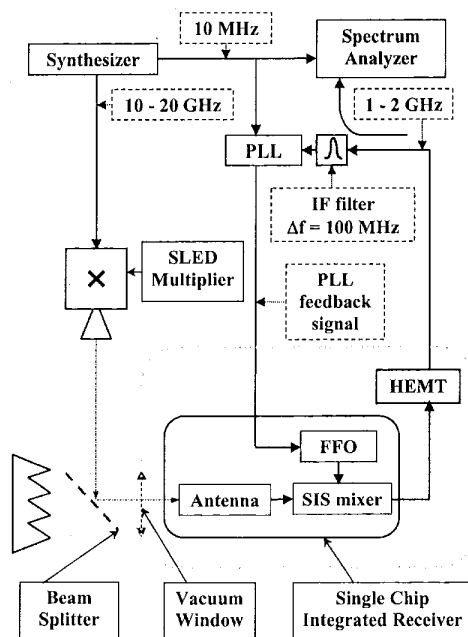 10 MHz
Synthesizer
Spectrum
Analyzer
10 - 20 GHz
1 - 2 GHz
PLL
IF filter
Δf = 100 MHz
×
SLED
Multiplier
PLL
feedback
signal
HEMT
FFO
Antenna
SIS mixer
Beam
Splitter
Vacuum
Window
Single Chip
Integrated Receiver